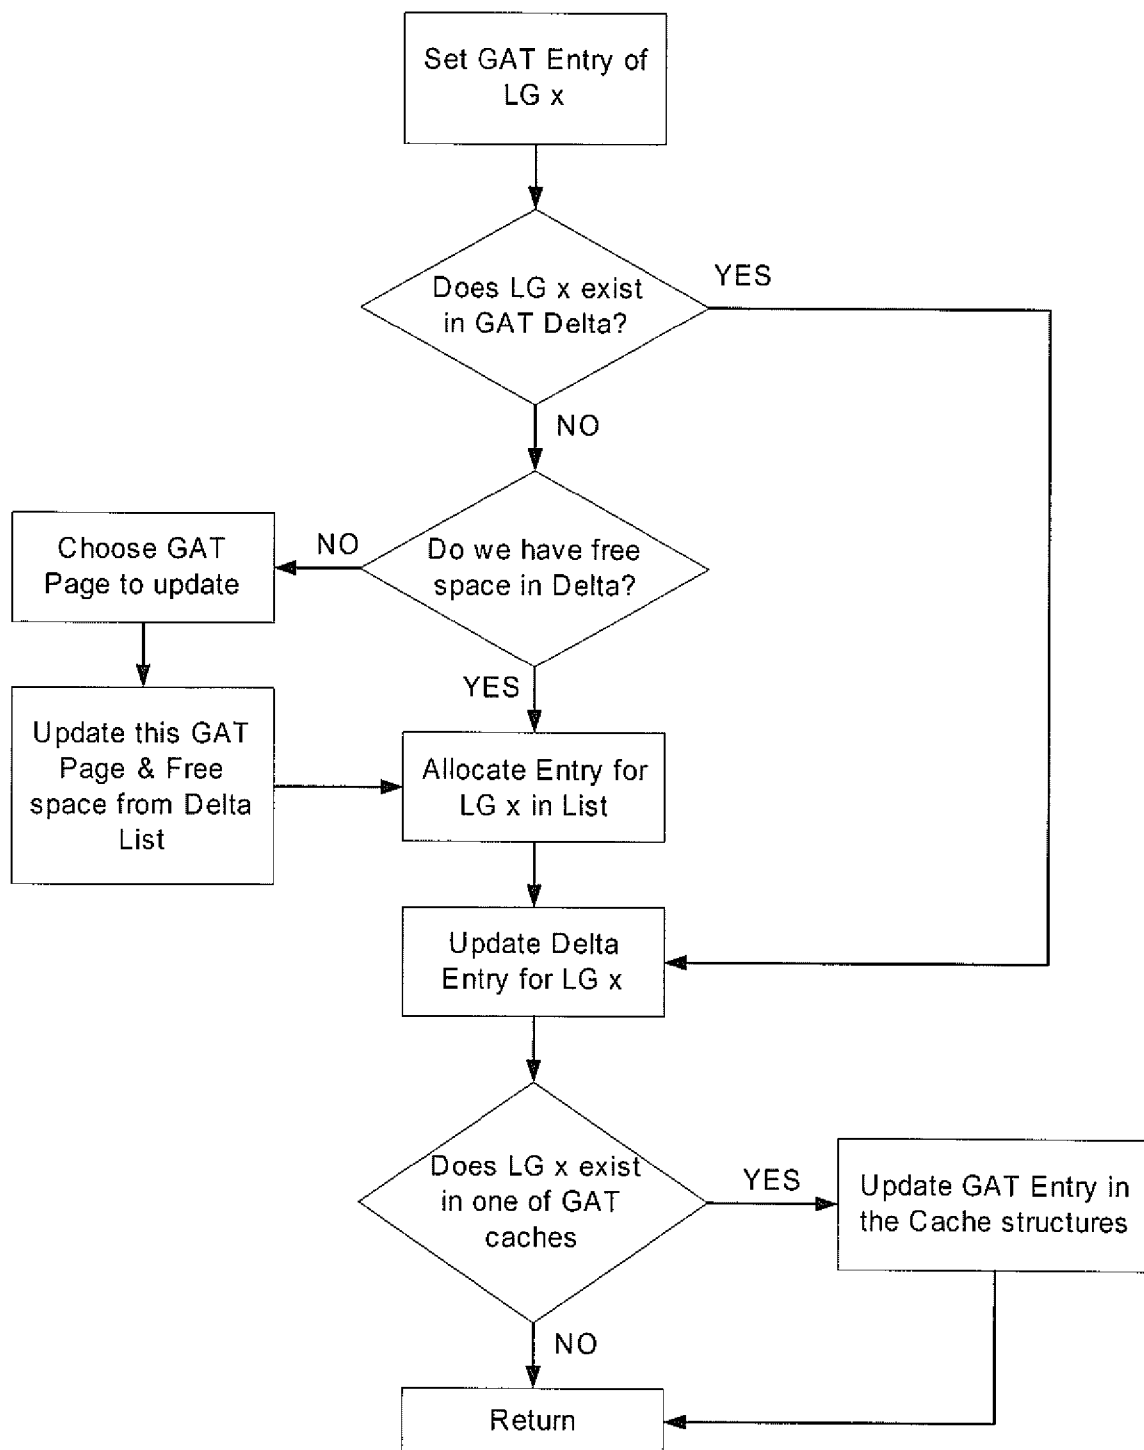 Set GAT Entry of
LG x
Does LG x exist
in GAT Delta?
YES
NO
Do we have free
space in Delta?
NO
Choose GAT
Page to update
YES
Update this GAT
Page & Free
space from Delta
List
Allocate Entry for
LG x in List
Update Delta
Entry for LG x
Does LG x exist
in one of GAT
caches
YES
Update GAT Entry in
the Cache structures
NO
Return